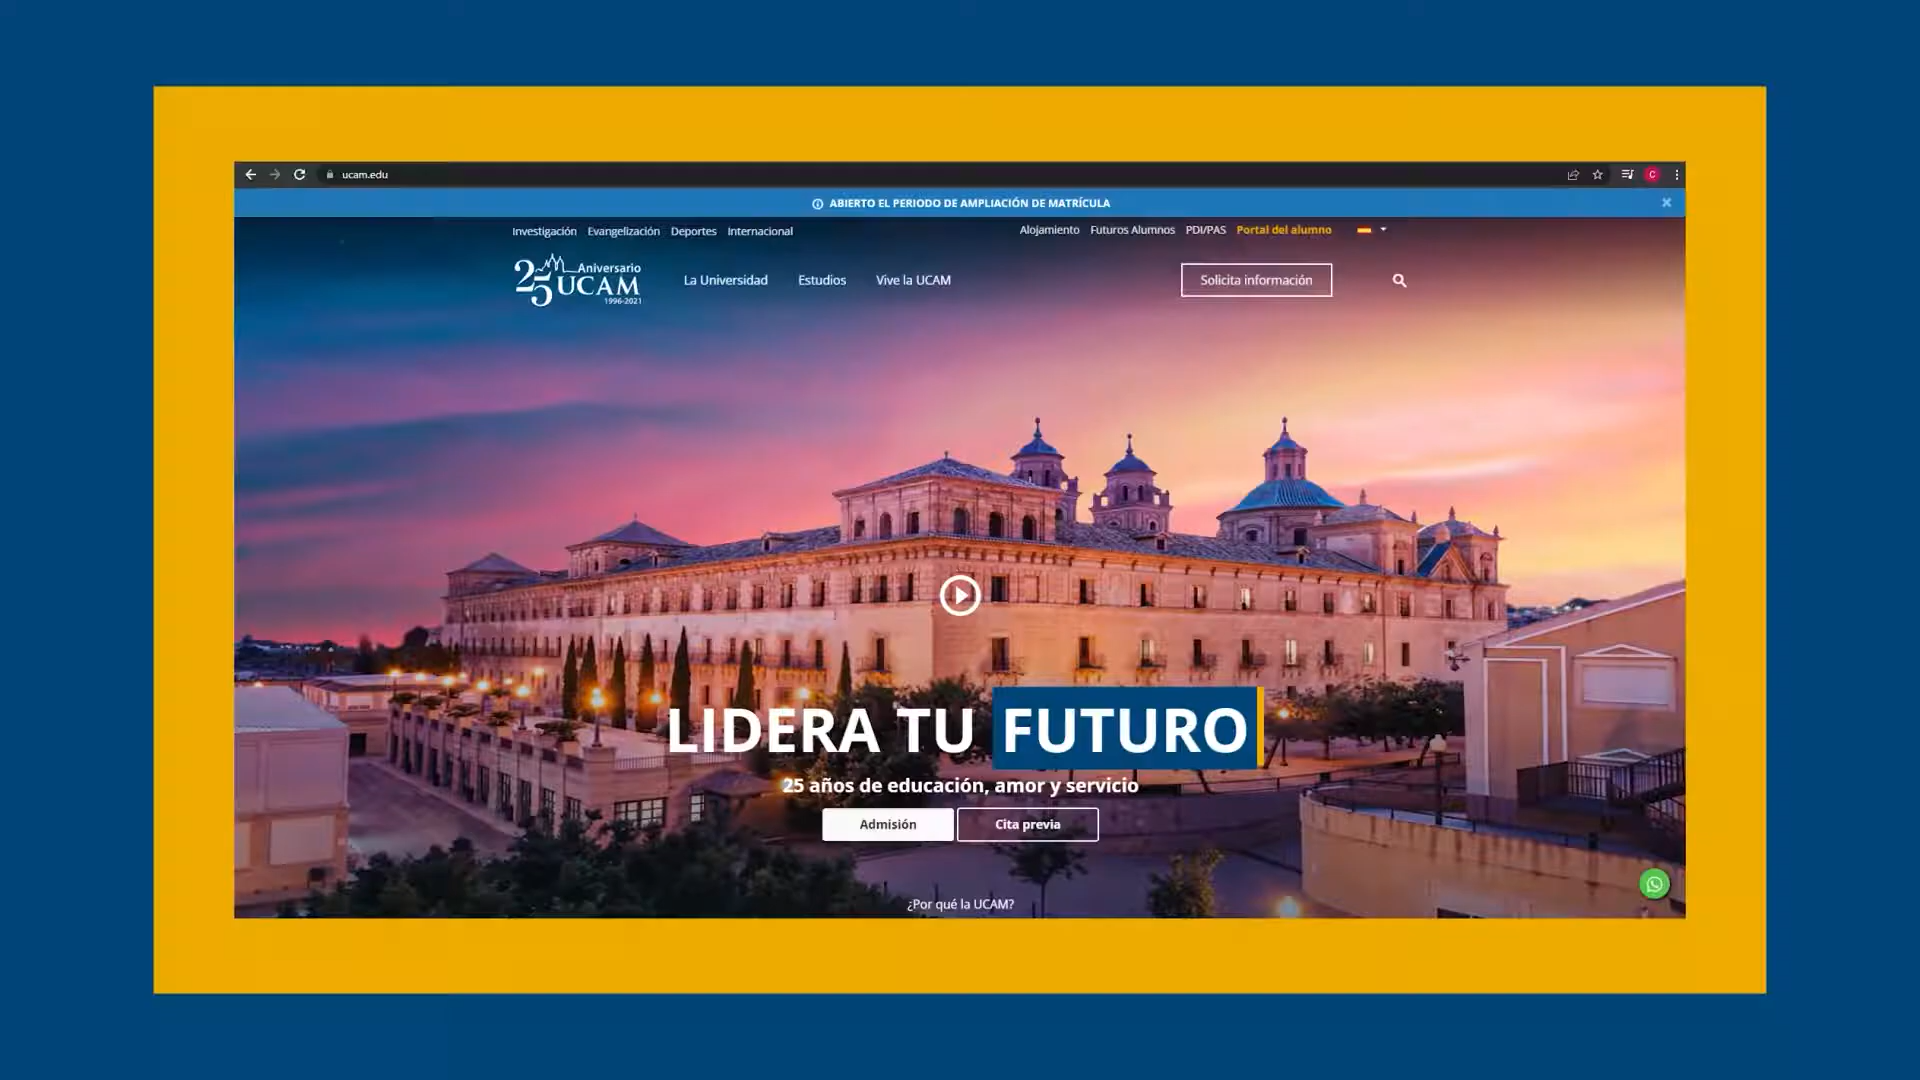 ucam.edu
C
ABIERTO EL PERIODO DE AMPLIACIÓN DE MATRÍCULA
Investigación Evangelización Deportes Internacional
Alojamiento Futuros Alumnos PDI/PAS Portal del alumno
25 Aniversario
UCAM
1996-2021
La Universidad Estudios Vive la UCAM
Solicita información
LIDERA TU FUTURO
25 años de educación, amor y servicio
Admisión
Cita previa
¿Por qué la UCAM?